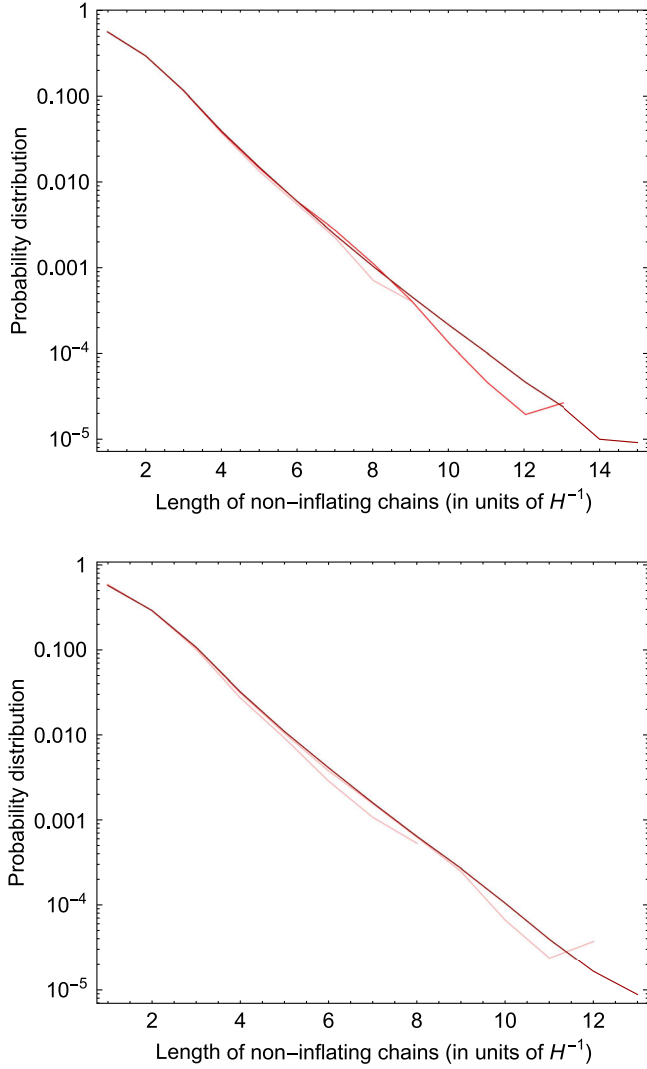 1
0.100
0.010
0.001
10⁻⁴
10⁻⁵
Probability distribution
2 4 6 8 10 12 14
Length of non−inflating chains (in units of H⁻¹)
1
0.100
0.010
0.001
10⁻⁴
10⁻⁵
Probability distribution
2 4 6 8 10 12
Length of non−inflating chains (in units of H⁻¹)